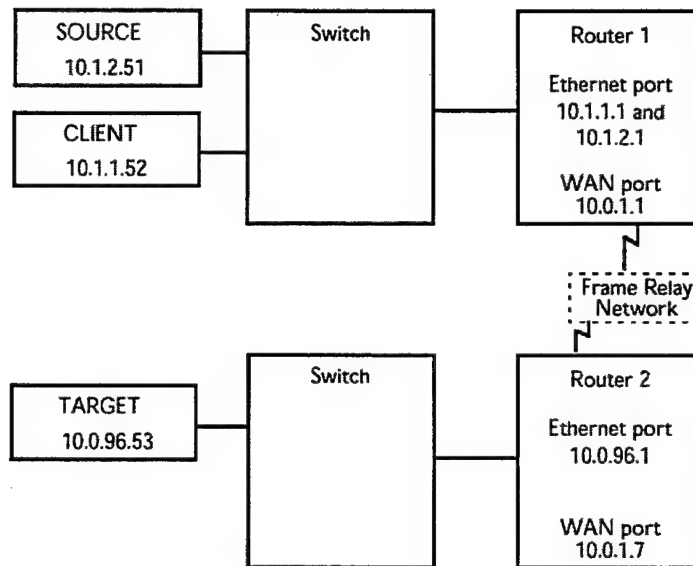 SOURCE
10.1.2.51
CLIENT
10.1.1.52
Switch
Router 1
Ethernet port
10.1.1.1 and
10.1.2.1
WAN port
10.0.1.1
Frame Relay
Network
TARGET
10.0.96.53
Switch
Router 2
Ethernet port
10.0.96.1
WAN port
10.0.1.7